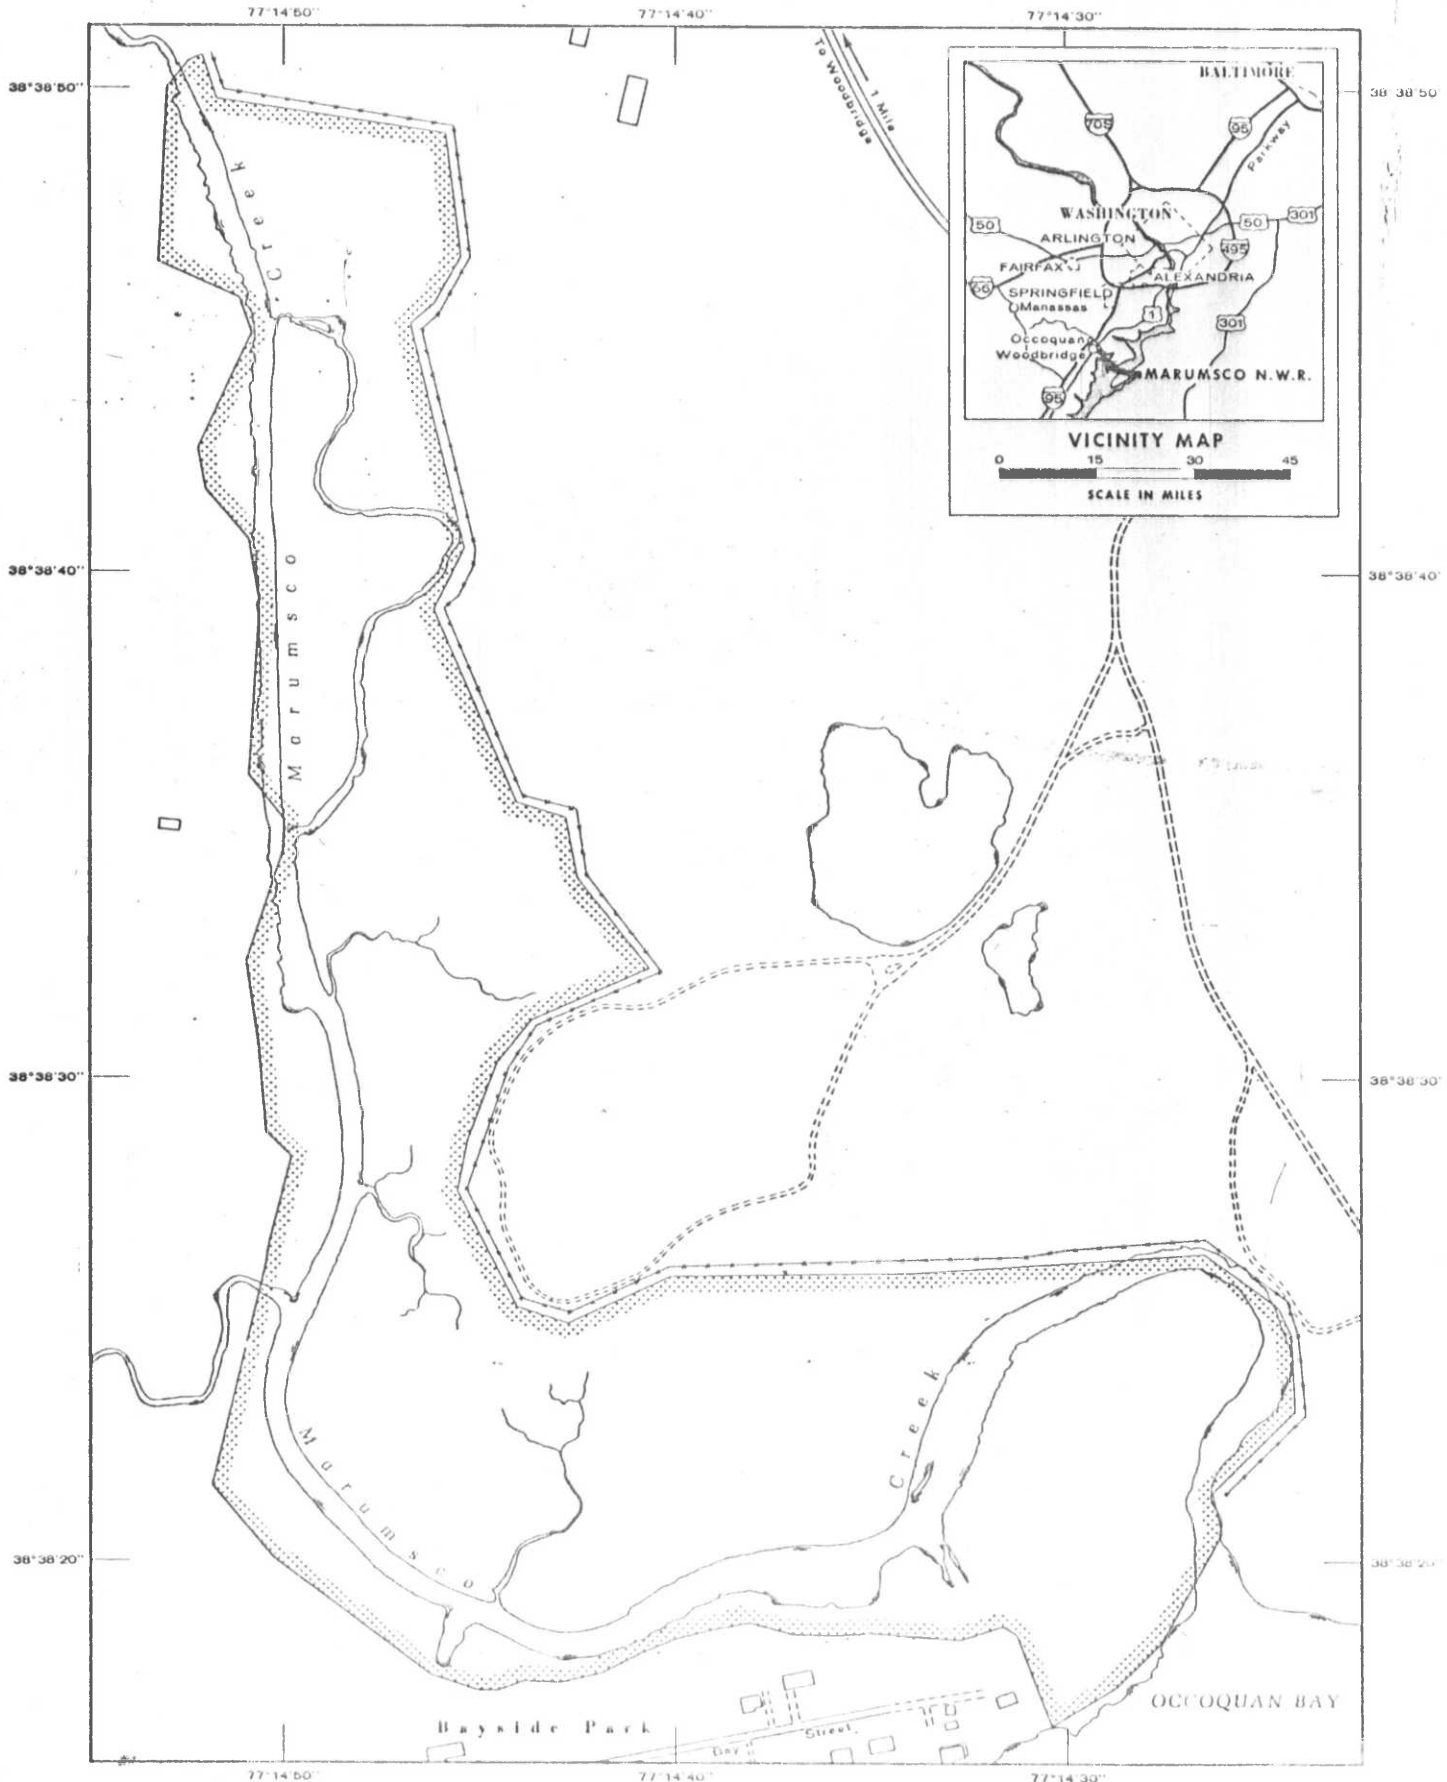 77°14'50"
77°14'40"
77°14'30"
38°38'50"
38°38'50"
To Woodbridge
1 Mile
BALTIMORE
70S
95
Parkway
WASHINGTON
50
50
301
ARLINGTON
495
FAIRFAX
ALEXANDRIA
66
SPRINGFIELD
Manassas
1
301
Occoquan
Woodbridge
MARUMSCO N.W.R.
95
VICINITY MAP
0 15 30 45
SCALE IN MILES
Creek
Marumsco
38°38'40"
38°38'40"
38°38'30"
38°38'30"
Marumsco
Creek
38°38'20"
38°38'20"
OCCOQUAN BAY
Bayside Park
Bay Street
77°14'50"
77°14'40"
77°14'30"